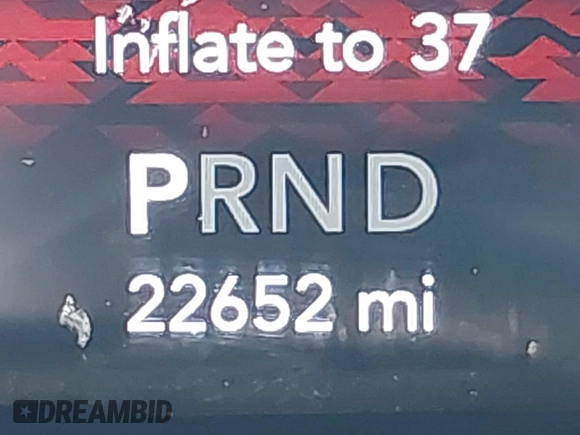 Inflate to 37
PRND
22652 mi
DREAMBID